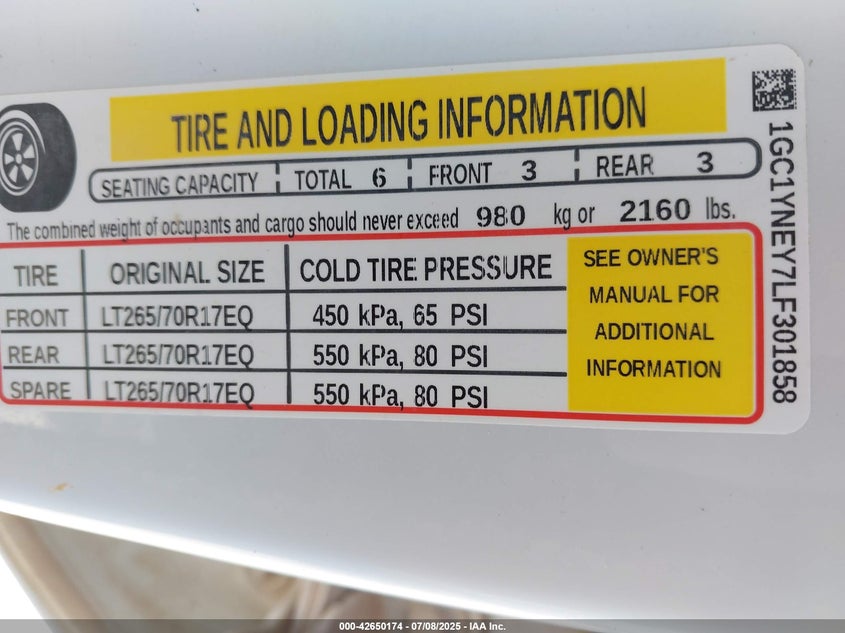 TIRE AND LOADING INFORMATION
SEATING CAPACITY TOTAL 6 FRONT 3 REAR 3
The combined weight of occupants and cargo should never exceed 980 kg or 2160 lbs.
TIRE ORIGINAL SIZE COLD TIRE PRESSURE
FRONT LT265/70R17EQ 450 kPa, 65 PSI
REAR LT265/70R17EQ 550 kPa, 80 PSI
SPARE LT265/70R17EQ 550 kPa, 80 PSI
SEE OWNER'S
MANUAL FOR
ADDITIONAL
INFORMATION
1GC1YNEY7LF301858
000-42650174 - 07/08/2025 - IAA Inc.